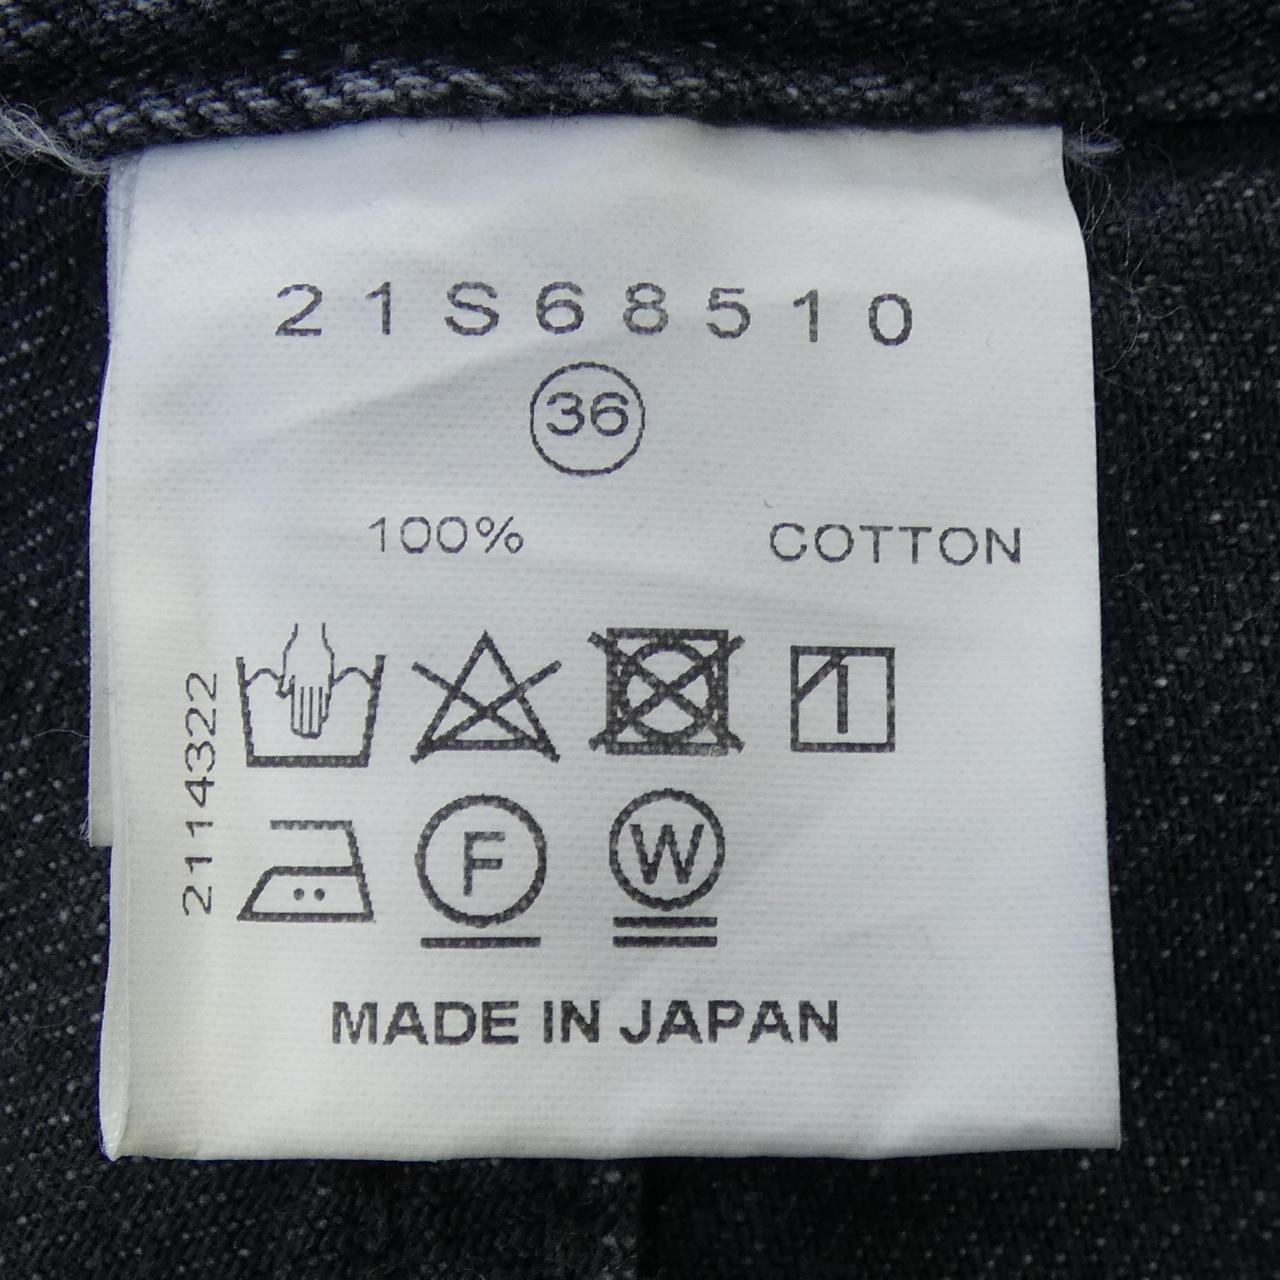 21S68510
36
100% COTTON
2114322
F W
MADE IN JAPAN